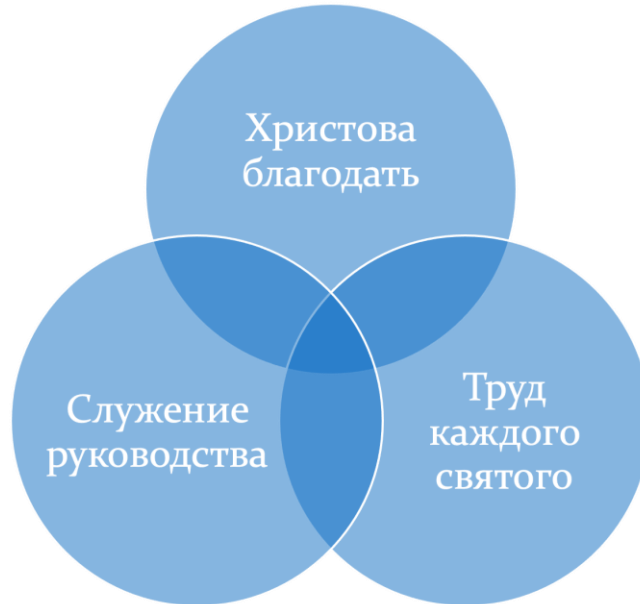 Христова
благодать
Служение
руководства
Труд
каждого
святого